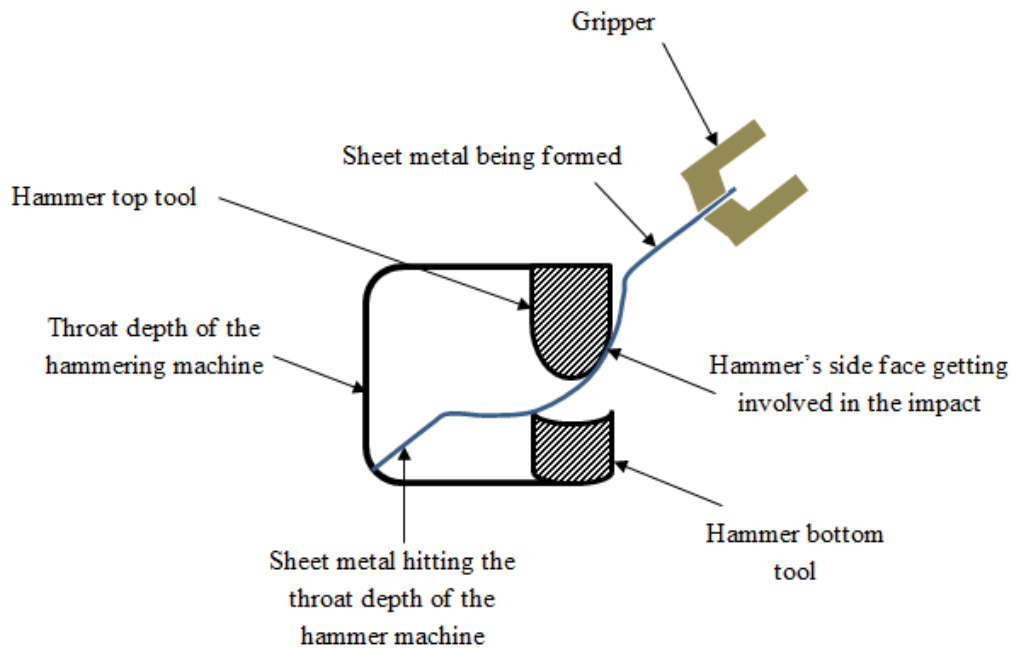 Gripper
Sheet metal being formed
Hammer top tool
Throat depth of the
hammering machine
Hammer’s side face getting
involved in the impact
Hammer bottom
tool
Sheet metal hitting the
throat depth of the
hammer machine